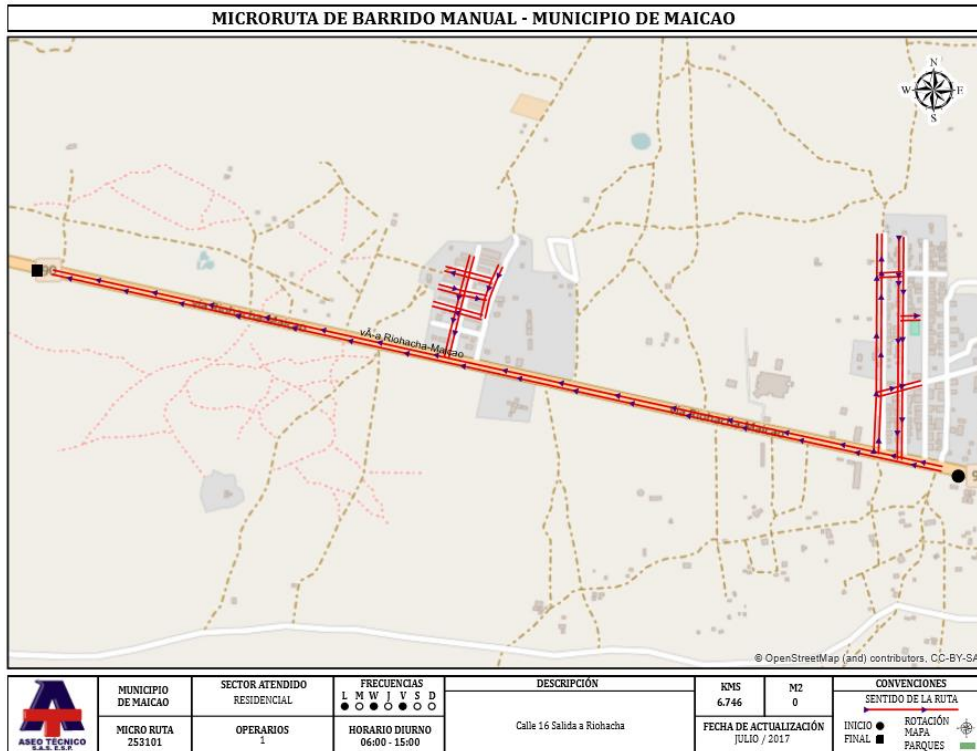 MICRORUTA DE BARRIDO MANUAL - MUNICIPIO DE MAICAO
N
W E
S
90
vÃ-a Riohacha-Maicao
© OpenStreetMap (and) contributors, CC-BY-SA
ASEO TECNICO
S.A.S. E.S.P.
MUNICIPIO
DE MAICAO
MICRO RUTA
253101
SECTOR ATENDIDO
RESIDENCIAL
OPERARIOS
1
FRECUENCIAS
L M W J V S D
HORARIO DIURNO
06:00 - 15:00
DESCRIPCIÓN
Calle 16 Salida a Riohacha
KMS
6.746
M2
0
FECHA DE ACTUALIZACIÓN
JULIO / 2017
CONVENCIONES
SENTIDO DE LA RUTA
INICIO
FINAL
ROTACIÓN
MAPA
PARQUES